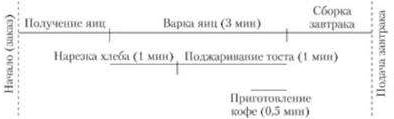 Начало (заказ)
Получение яиц
Варка яиц (3 мин)
Сборка
завтрака
Нарезка хлеба (1 мин)
Поджаривание тоста (1 мин)
Приготовление
кофе (0,5 мин)
Подача завтрака